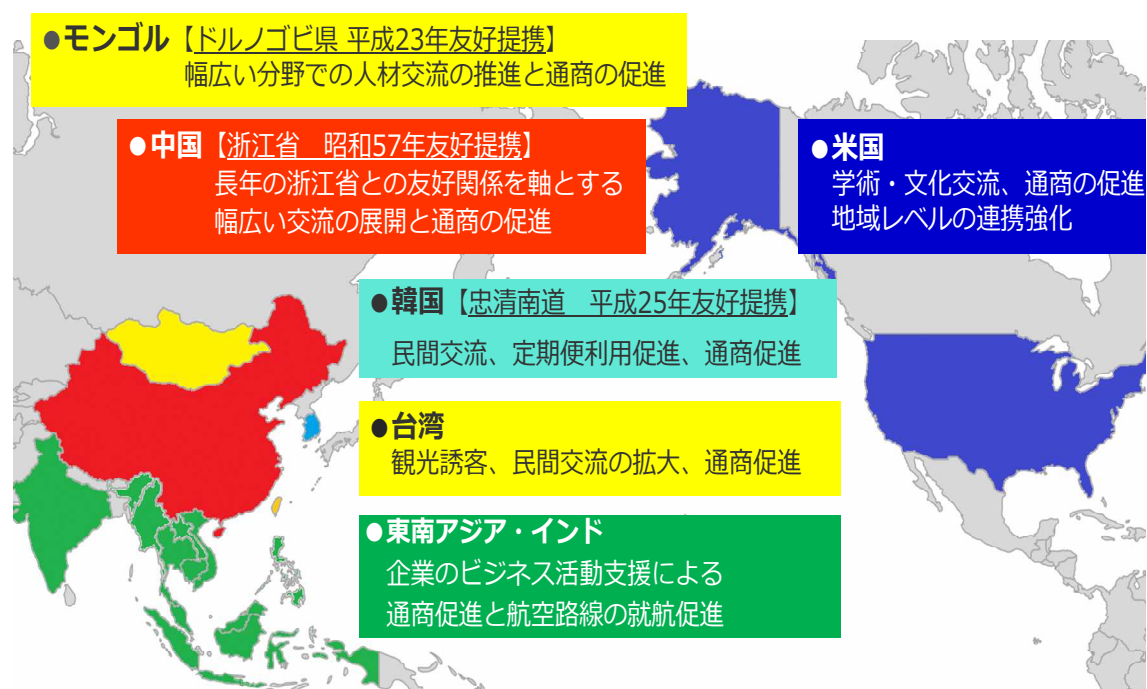 ●モンゴル【ドルノゴビ県 平成23年友好提携】
幅広い分野での人材交流の推進と通商の促進
●中国【浙江省　昭和57年友好提携】
長年の浙江省との友好関係を軸とする
幅広い交流の展開と通商の促進
●米国
学術・文化交流、通商の促進
地域レベルの連携強化
●韓国【忠清南道　平成25年友好提携】
民間交流、定期便利用促進、通商促進
●台湾
観光誘客、民間交流の拡大、通商促進
●東南アジア・インド
企業のビジネス活動支援による
通商促進と航空路線の就航促進